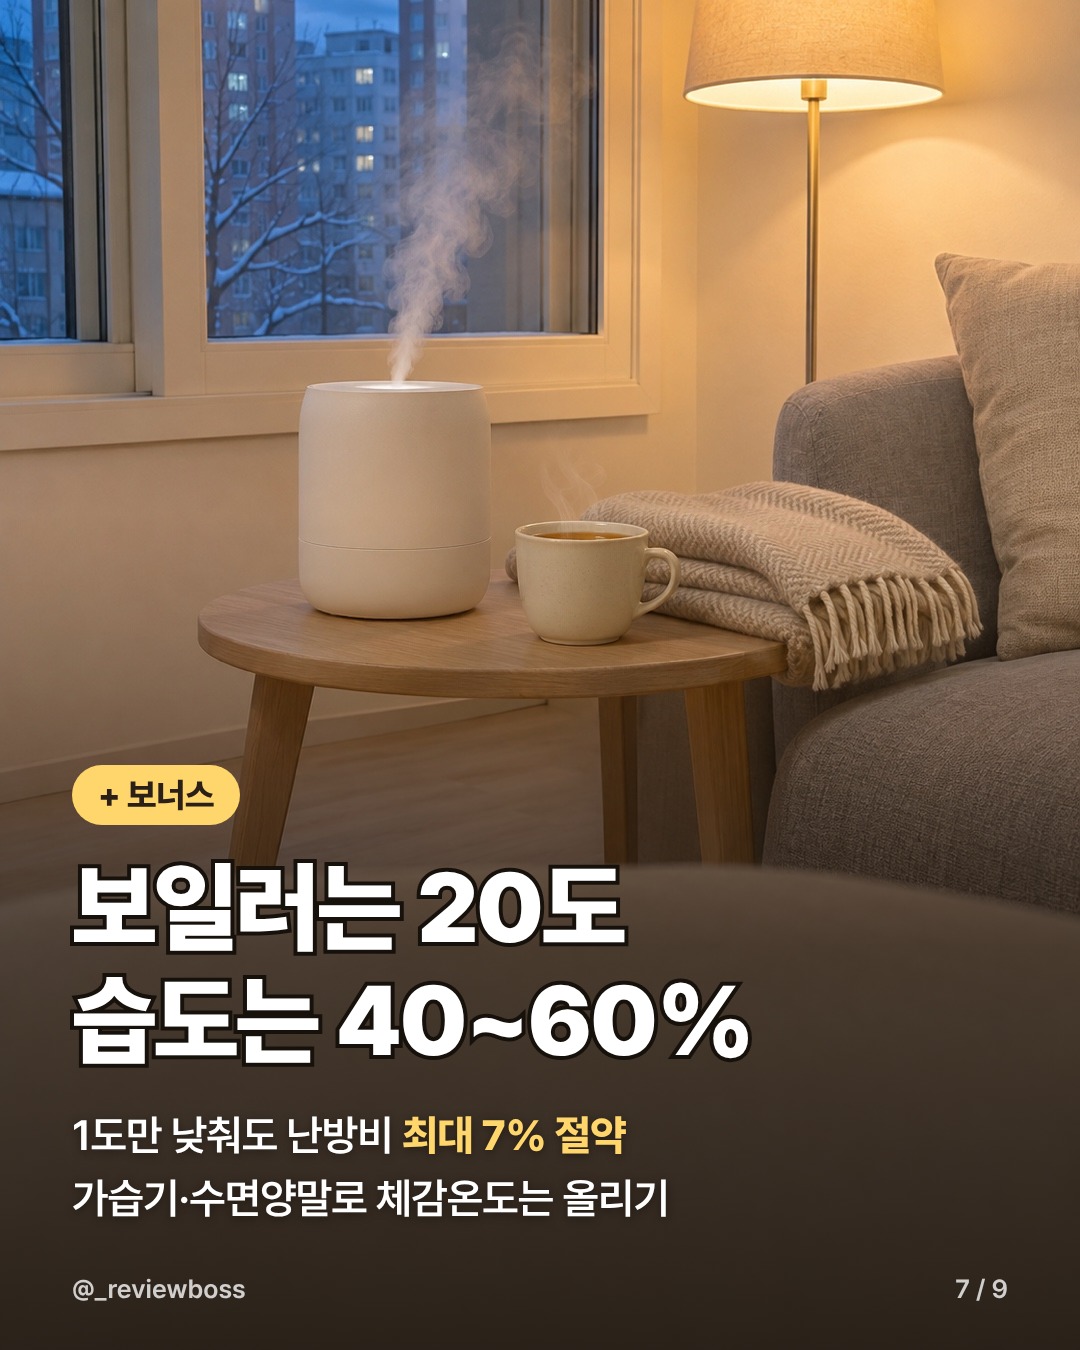 + 보너스
보일러는 20도
습도는 40~60%
1도만 낮춰도 난방비 최대 7% 절약
가습기·수면양말로 체감온도는 올리기
@_reviewboss
7 / 9